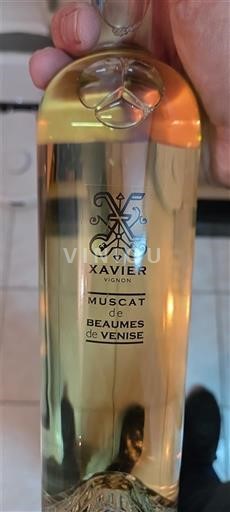 XAVIER
VIGNON
MUSCAT
de
BEAUMES
de VENISE